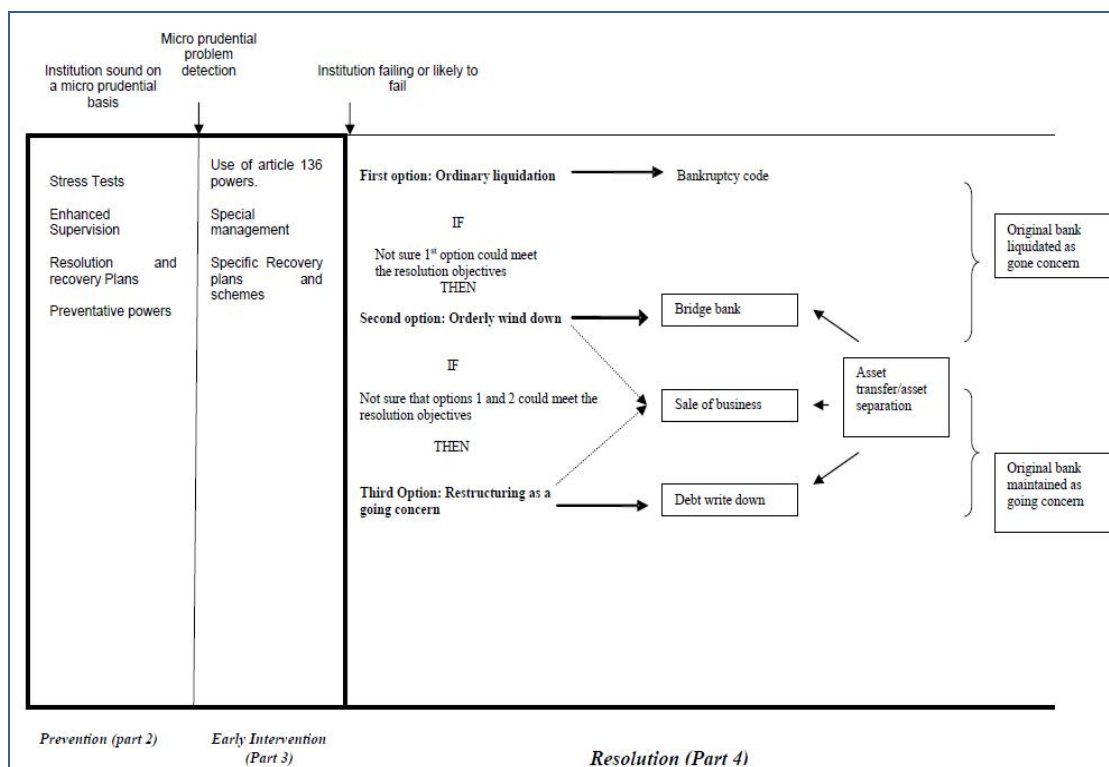 Micro prudential
problem
detection
Institution sound on
a micro prudential
basis
Institution failing or likely to
fail
Stress Tests
Enhanced
Supervision
Resolution and
recovery Plans
Preventative powers
Use of article 136
powers.
Special
management
Specific Recovery
plans and
schemes
First option: Ordinary liquidation
Bankruptcy code
IF
Not sure 1st option could meet
the resolution objectives
THEN
Second option: Orderly wind down
Bridge bank
IF
Not sure that options 1 and 2 could meet the
resolution objectives
THEN
Sale of business
Third Option: Restructuring as a
going concern
Debt write down
Asset
transfer/asset
separation
Original bank
liquidated as
gone concern
Original bank
maintained as
going concern
Prevention (part 2)
Early Intervention
(Part 3)
Resolution (Part 4)